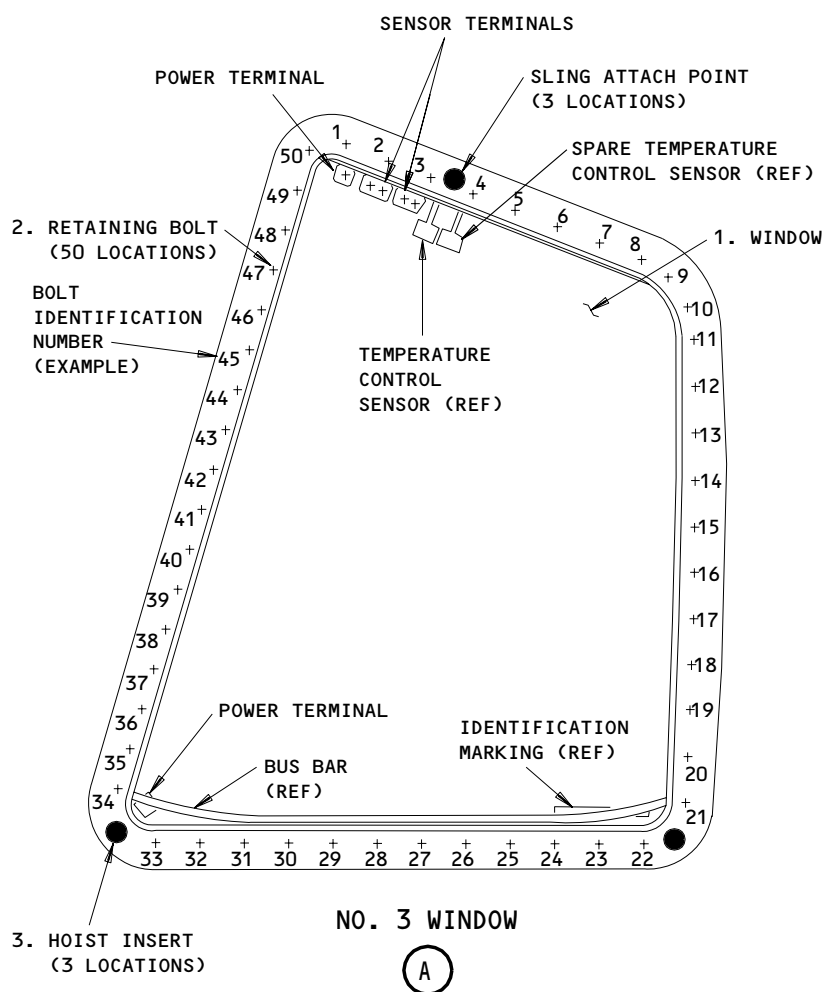 SENSOR TERMINALS
POWER TERMINAL
SLING ATTACH POINT
(3 LOCATIONS)
SPARE TEMPERATURE
CONTROL SENSOR (REF)
2. RETAINING BOLT
(50 LOCATIONS)
1. WINDOW
BOLT
IDENTIFICATION
NUMBER
(EXAMPLE)
TEMPERATURE
CONTROL
SENSOR (REF)
1
2
3
4
5
6
7
8
9
10
11
12
13
14
15
16
17
18
19
20
21
22
23
24
25
26
27
28
29
30
31
32
33
34
35
36
37
38
39
40
41
42
43
44
45
46
47
48
49
50
POWER TERMINAL
BUS BAR
(REF)
IDENTIFICATION
MARKING (REF)
3. HOIST INSERT
(3 LOCATIONS)
NO. 3 WINDOW
A